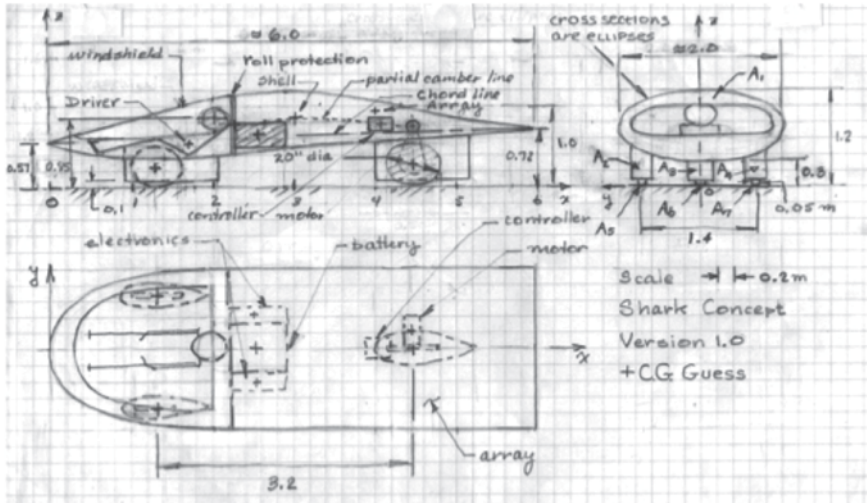 z
≈6.0
windshield
roll protection
shell
partial camber line
chord line
array
Driver
0.57
0.75
0.1
20" dia
1.0
0.72
0 1 2 4 5 6 x
controller
motor
cross sections
are ellipses
z
≈2.0
A₁
1.2
A₂
A₃
A₄
0.3
y
A₅
A₆
A₇
0.05 m
1.4
electronics
battery
controller
motor
y
x
array
3.2
Scale 0.2m
Shark Concept
Version 1.0
+CG Guess